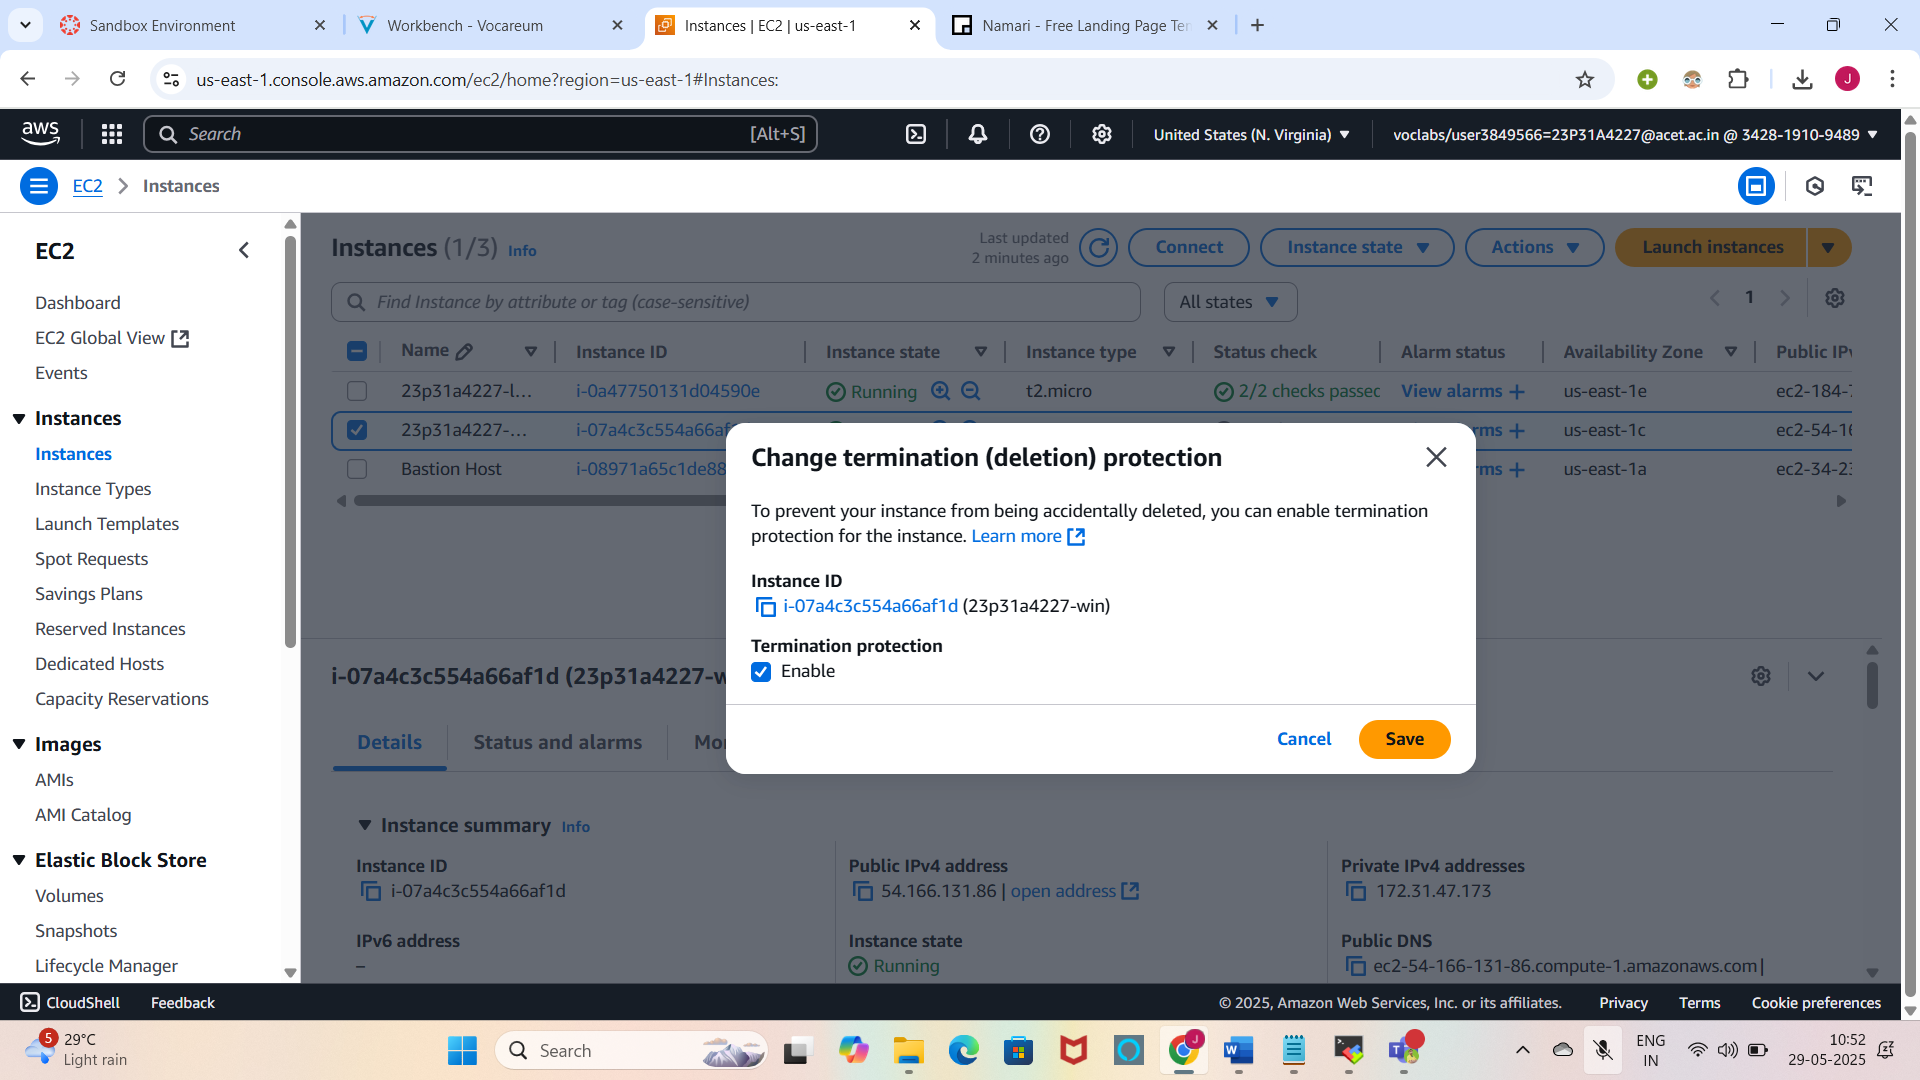 Sandbox Environment
Workbench - Vocareum
Instances | EC2 | us-east-1
Namari - Free Landing Page Ter
us-east-1.console.aws.amazon.com/ec2/home?region=us-east-1#Instances:
J
aws
Search
[Alt+S]
United States (N. Virginia)
voclabs/user3849566=23P31A4227@acet.ac.in @ 3428-1910-9489
EC2
Instances
EC2
Dashboard
EC2 Global View
Events
Instances
Instances
Instance Types
Launch Templates
Spot Requests
Savings Plans
Reserved Instances
Dedicated Hosts
Capacity Reservations
Images
AMIs
AMI Catalog
Elastic Block Store
Volumes
Snapshots
Lifecycle Manager
Instances (1/3) Info
Last updated
2 minutes ago
Connect
Instance state
Actions
Launch instances
Find Instance by attribute or tag (case-sensitive)
All states
1
Name Instance ID Instance state Instance type Status check Alarm status Availability Zone Public IPv
23p31a4227-l... i-0a47750131d04590e Running t2.micro 2/2 checks passec View alarms + us-east-1e ec2-184-
23p31a4227-... i-07a4c3c554a66af rms + us-east-1c ec2-54-16
Bastion Host i-08971a65c1de88 rms + us-east-1a ec2-34-23
Change termination (deletion) protection
To prevent your instance from being accidentally deleted, you can enable termination
protection for the instance. Learn more
Instance ID
i-07a4c3c554a66af1d (23p31a4227-win)
Termination protection
Enable
Cancel
Save
i-07a4c3c554a66af1d (23p31a4227-w
Details
Status and alarms
Mo
Instance summary Info
Instance ID
i-07a4c3c554a66af1d
Public IPv4 address
54.166.131.86 | open address
Private IPv4 addresses
172.31.47.173
IPv6 address
–
Instance state
Running
Public DNS
ec2-54-166-131-86.compute-1.amazonaws.com |
CloudShell
Feedback
© 2025, Amazon Web Services, Inc. or its affiliates.
Privacy
Terms
Cookie preferences
5
29°C
Light rain
Search
J
ENG
IN
10:52
29-05-2025